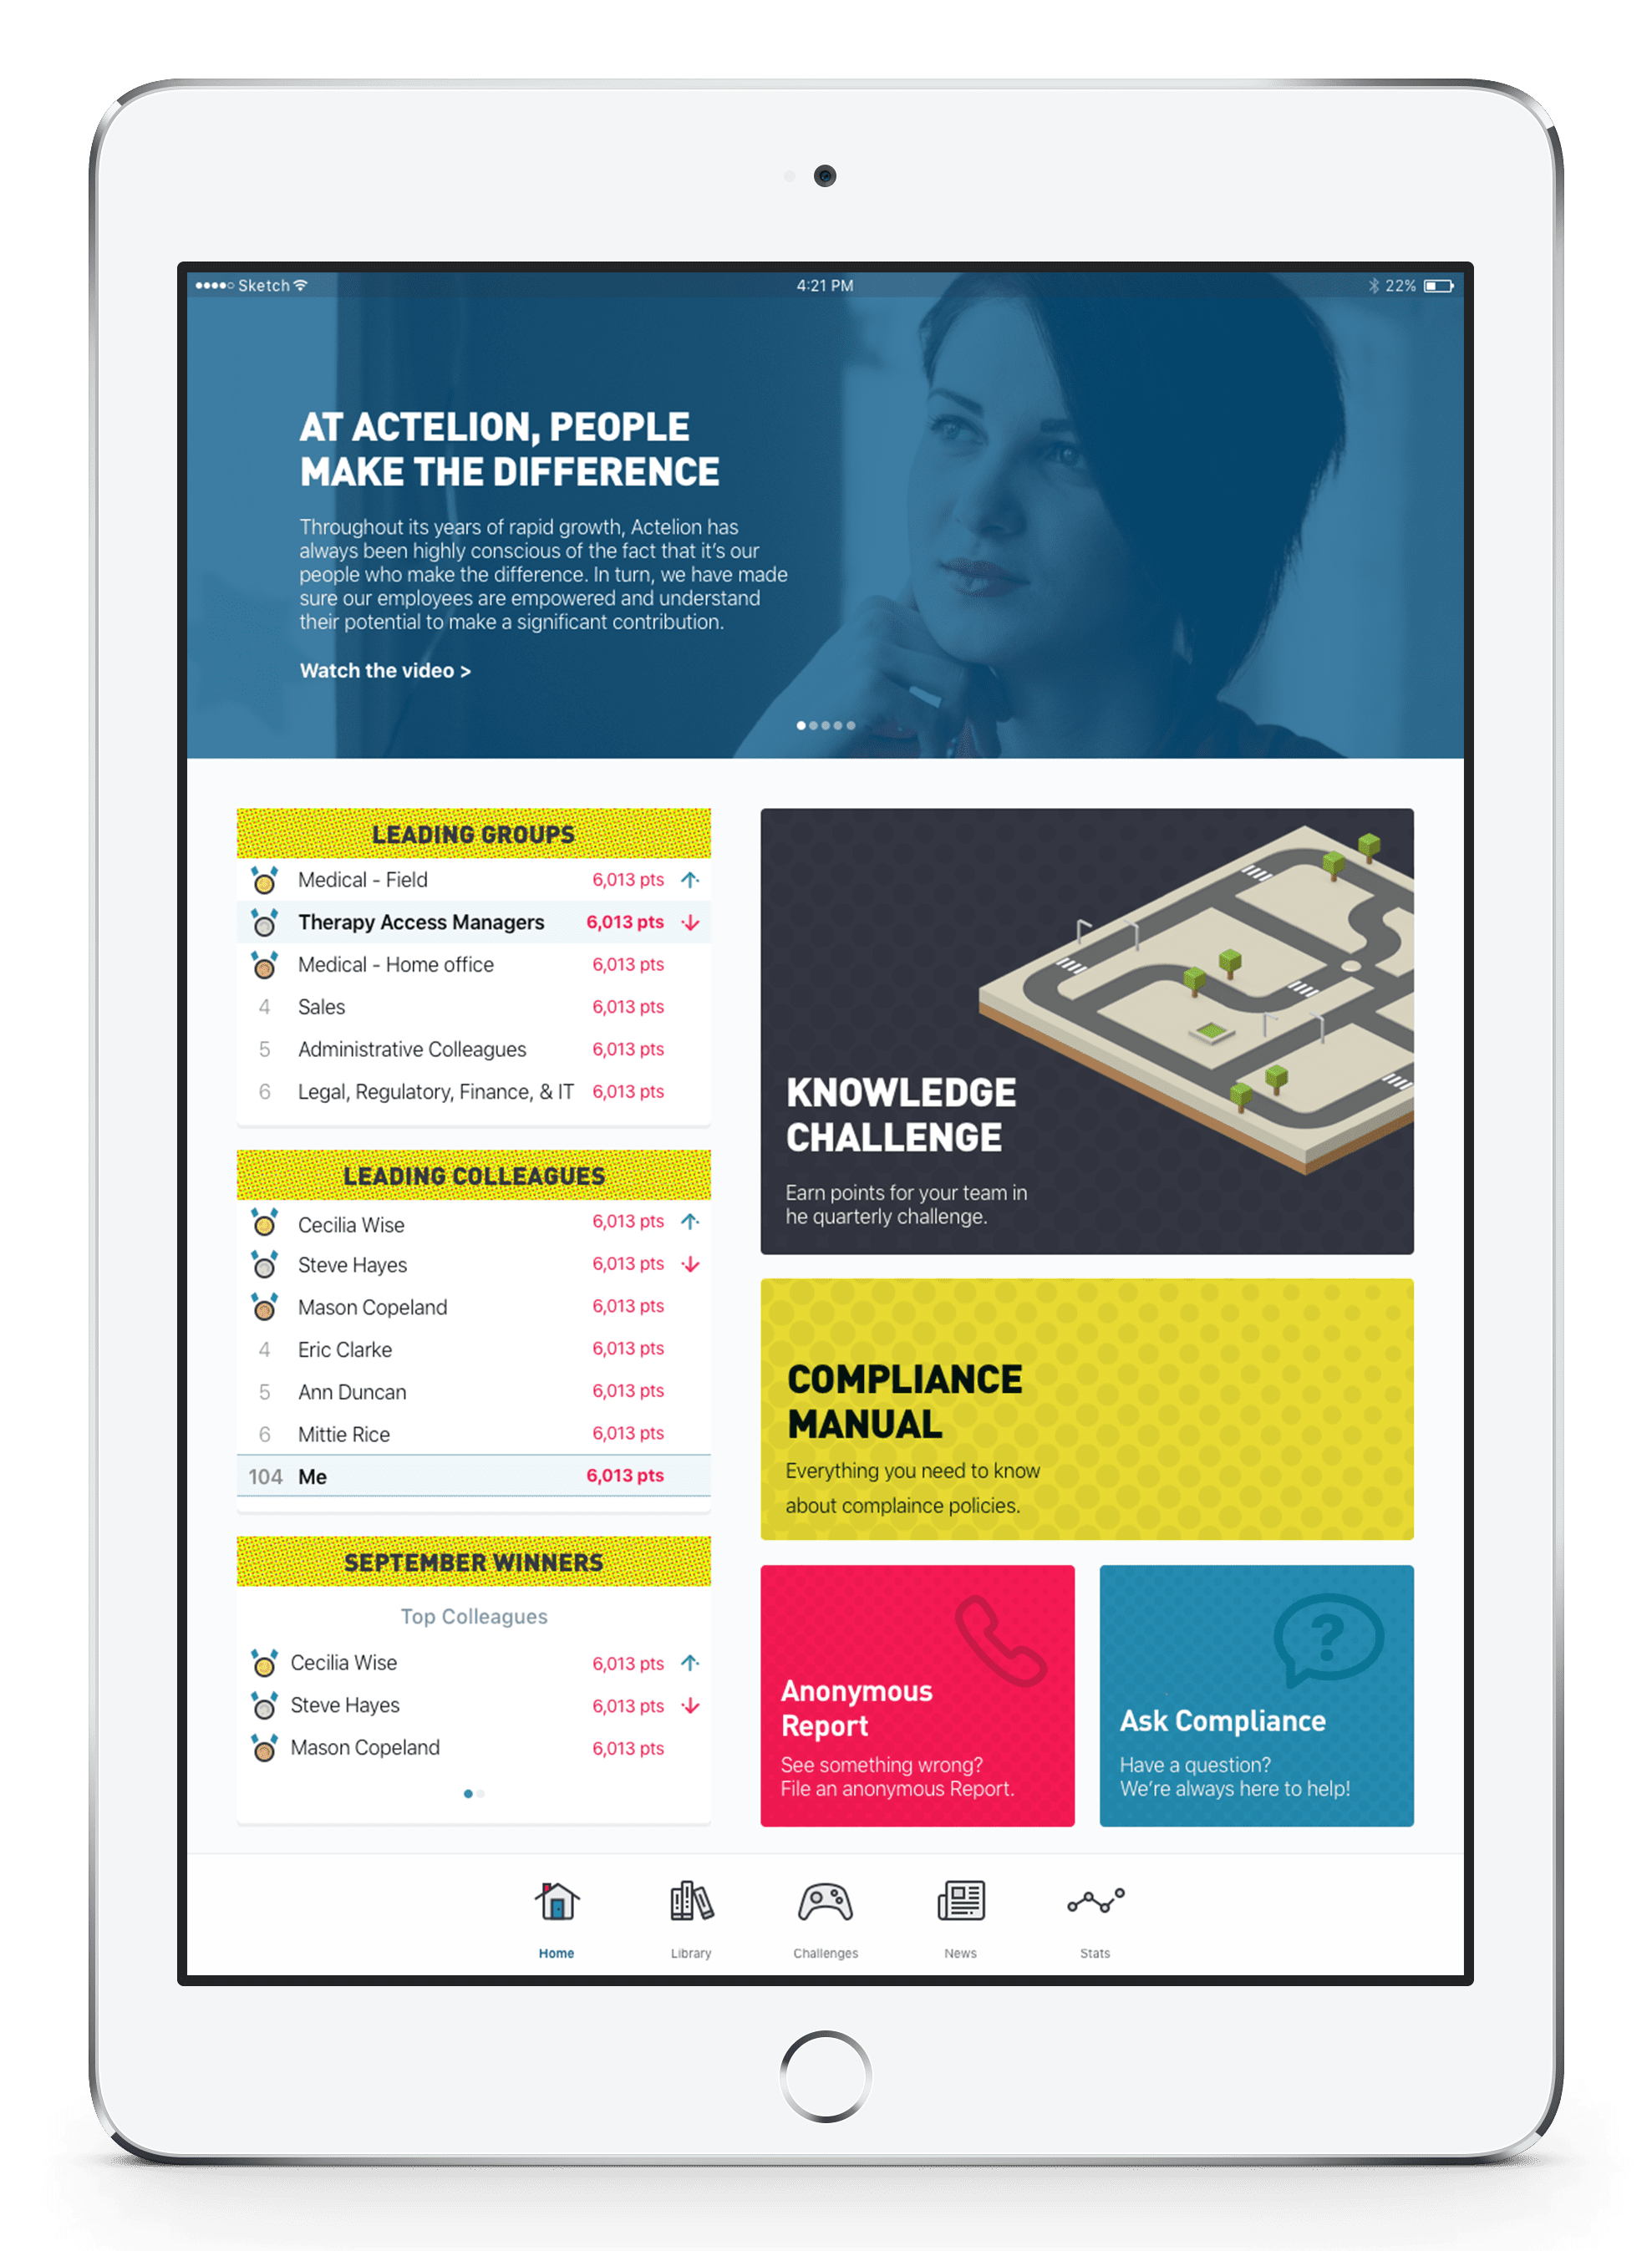 Sketch
4:21 PM
22%
AT ACTELION, PEOPLE
MAKE THE DIFFERENCE
Throughout its years of rapid growth, Actelion has
always been highly conscious of the fact that it's our
people who make the difference. In turn, we have made
sure our employees are empowered and understand
their potential to make a significant contribution.
Watch the video >
LEADING GROUPS
Medical - Field 6,013 pts
Therapy Access Managers 6,013 pts
Medical - Home office 6,013 pts
4 Sales 6,013 pts
5 Administrative Colleagues 6,013 pts
6 Legal, Regulatory, Finance, & IT 6,013 pts
LEADING COLLEAGUES
Cecilia Wise 6,013 pts
Steve Hayes 6,013 pts
Mason Copeland 6,013 pts
4 Eric Clarke 6,013 pts
5 Ann Duncan 6,013 pts
6 Mittie Rice 6,013 pts
104 Me 6,013 pts
SEPTEMBER WINNERS
Top Colleagues
Cecilia Wise 6,013 pts
Steve Hayes 6,013 pts
Mason Copeland 6,013 pts
KNOWLEDGE
CHALLENGE
Earn points for your team in
he quarterly challenge.
COMPLIANCE
MANUAL
Everything you need to know
about complaince policies.
Anonymous
Report
See something wrong?
File an anonymous Report.
?
Ask Compliance
Have a question?
We're always here to help!
Home
Library
Challenges
News
Stats